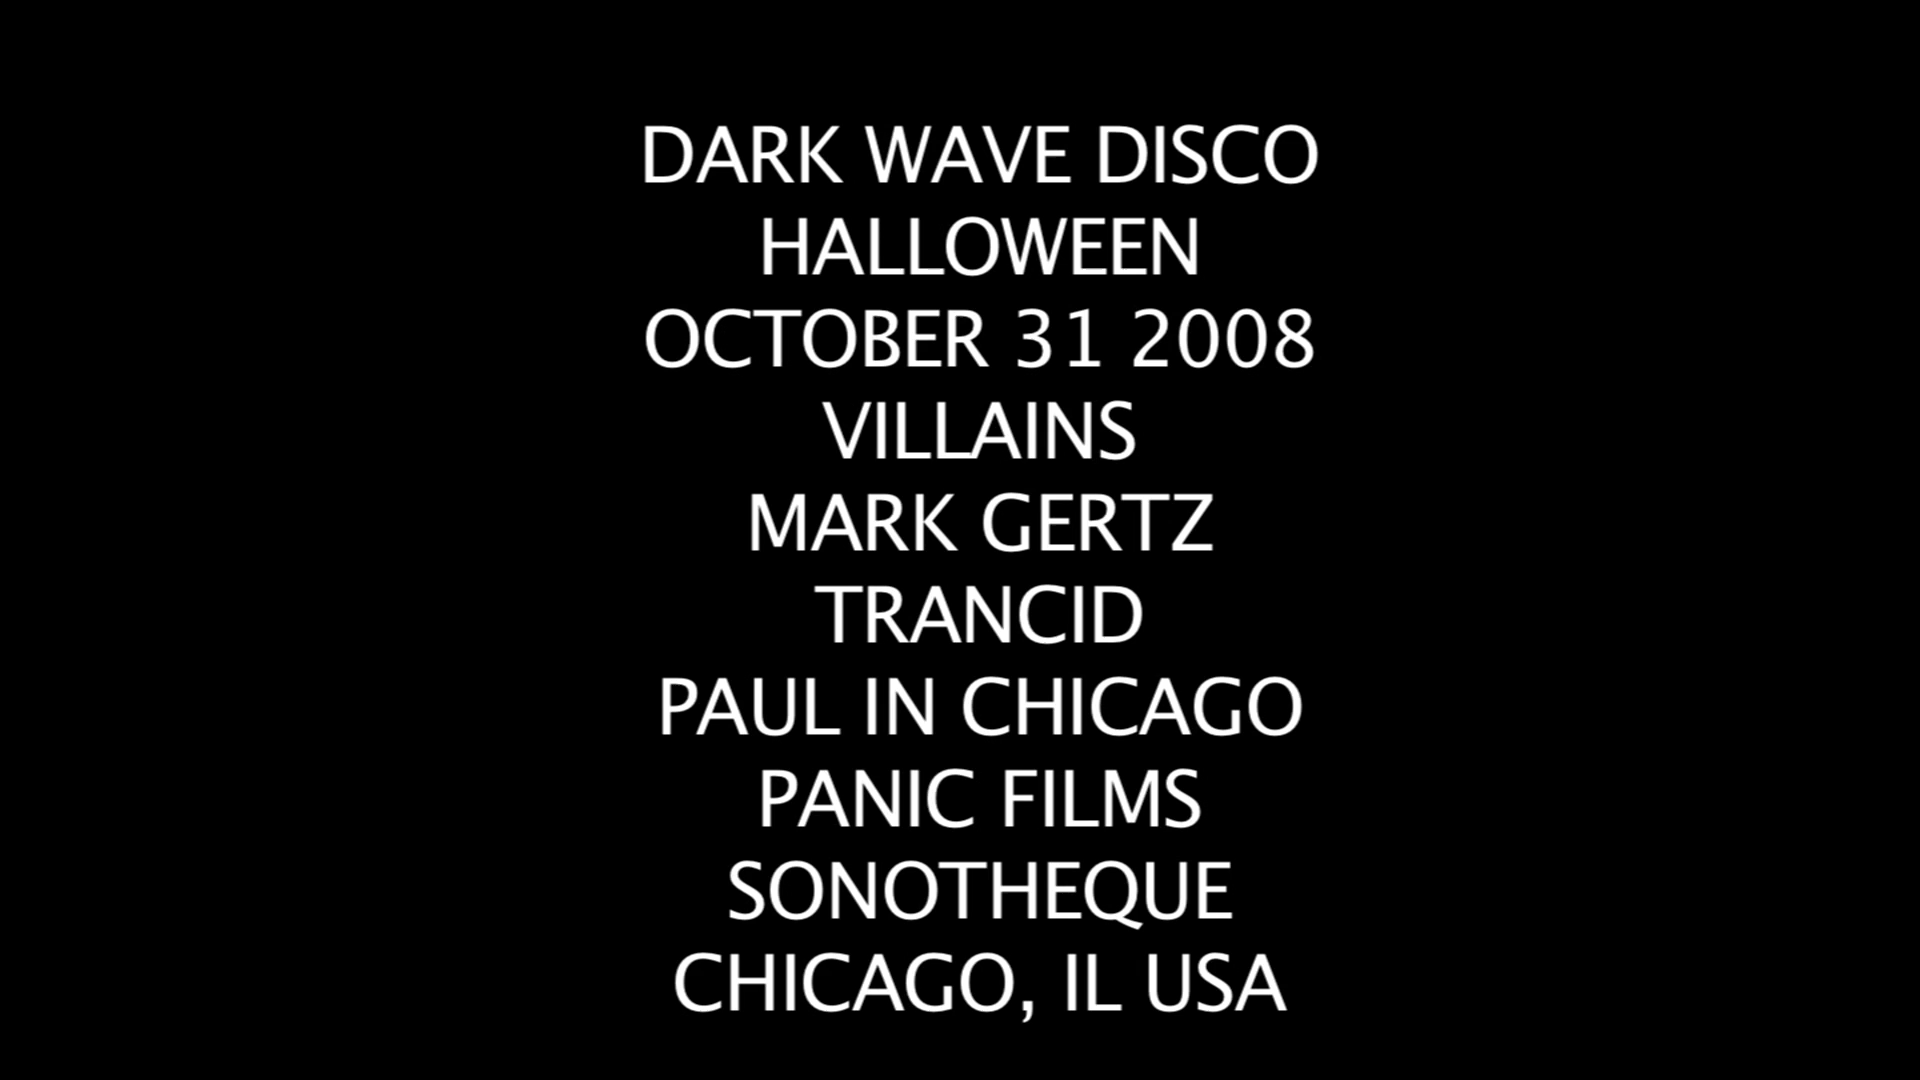 DARK WAVE DISCO
HALLOWEEN
OCTOBER 31 2008
VILLAINS
MARK GERTZ
TRANCID
PAUL IN CHICAGO
PANIC FILMS
SONOTHEQUE
CHICAGO, IL USA